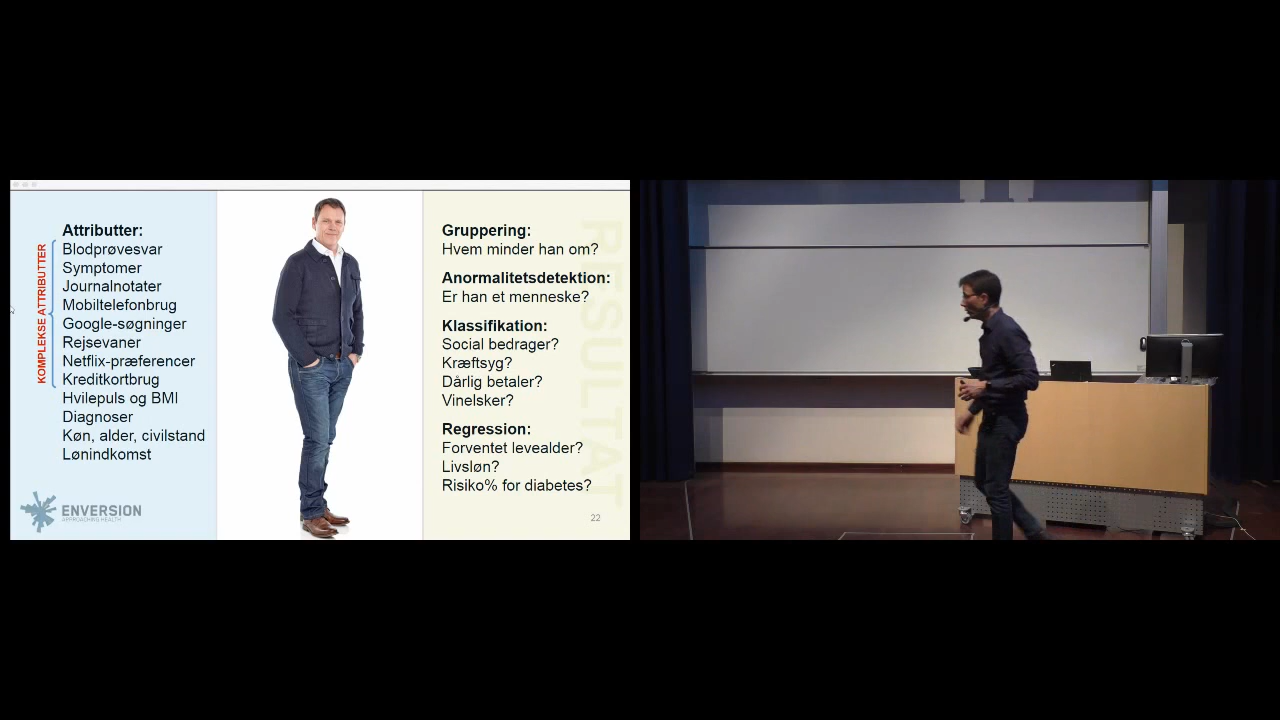 KOMPLEKSE ATTRIBUTTER
Attributter:
Blodprøvesvar
Symptomer
Journalnotater
Mobiltelefonbrug
Google-søgninger
Rejsevaner
Netflix-præferencer
Kreditkortbrug
Hvilepuls og BMI
Diagnoser
Køn, alder, civilstand
Lønindkomst
ENVERSION
APPROACHING HEALTH
RESULTAT
Gruppering:
Hvem minder han om?
Anormalitetsdetektion:
Er han et menneske?
Klassifikation:
Social bedrager?
Kræftsyg?
Dårlig betaler?
Vinelsker?
Regression:
Forventet levealder?
Livsløn?
Risiko% for diabetes?
22